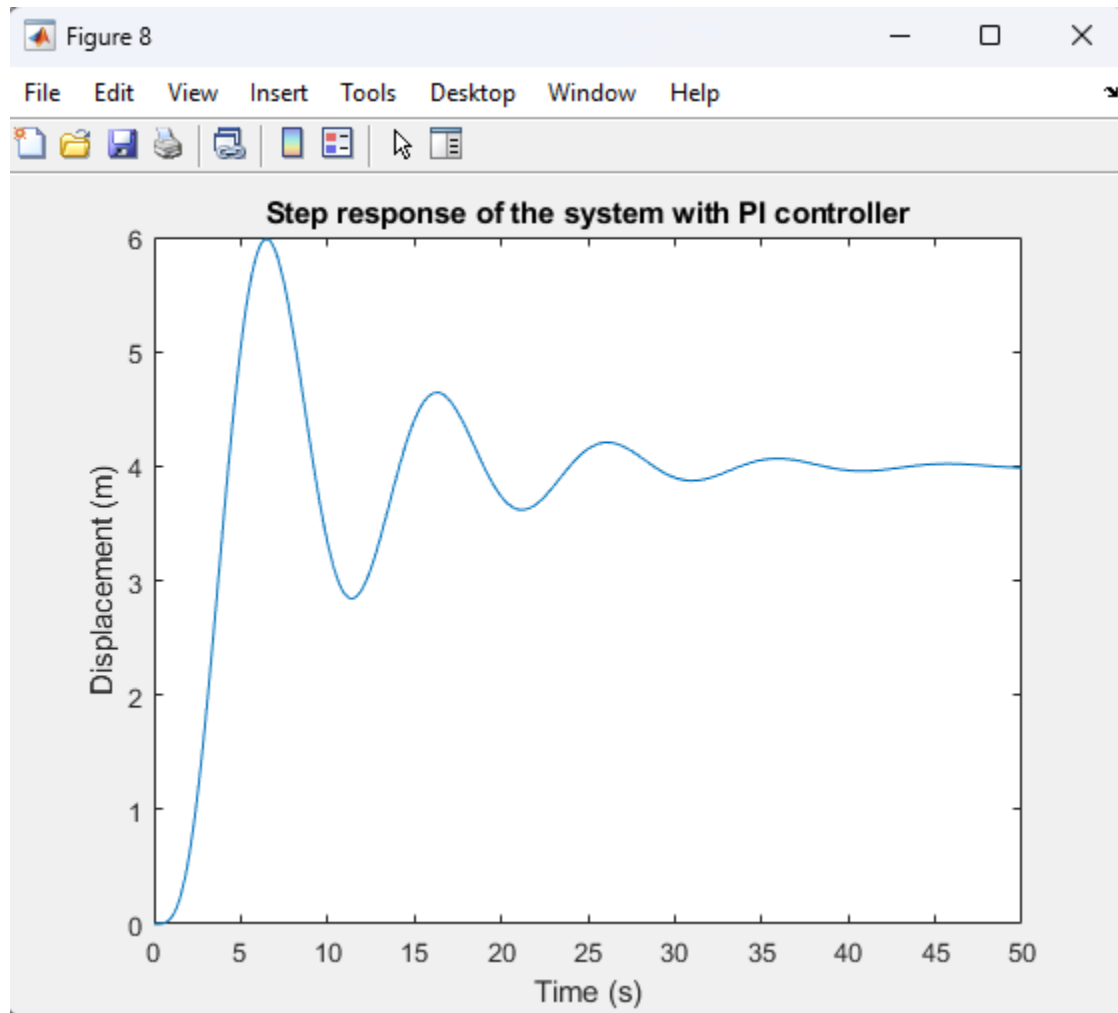 Figure 8
File Edit View Insert Tools Desktop Window Help
Step response of the system with PI controller
6
5
4
3
2
1
0
Displacement (m)
0 5 10 15 20 25 30 35 40 45 50
Time (s)